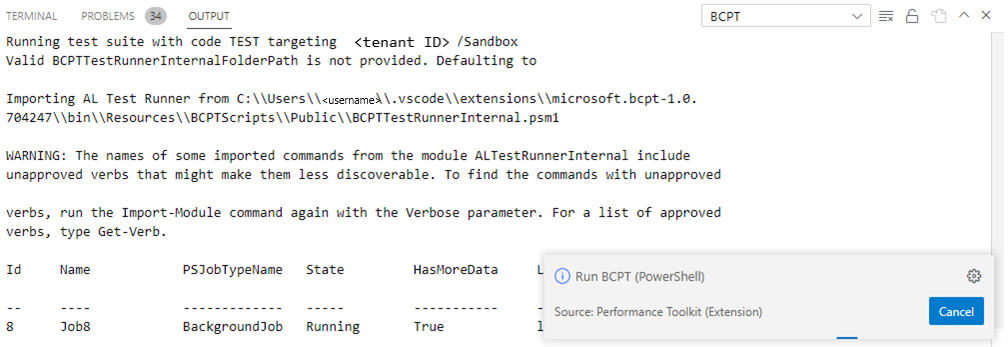 TERMINAL PROBLEMS 34 OUTPUT BCPT
Running test suite with code TEST targeting <tenant ID> /Sandbox
Valid BCPTTestRunnerInternalFolderPath is not provided. Defaulting to
Importing AL Test Runner from C:\\Users\\<username>\\.vscode\\extensions\\microsoft.bcpt-1.0.
704247\\bin\\Resources\\BCPTScripts\\Public\\BCPTTestRunnerInternal.psm1
WARNING: The names of some imported commands from the module ALTestRunnerInternal include
unapproved verbs that might make them less discoverable. To find the commands with unapproved
verbs, run the Import-Module command again with the Verbose parameter. For a list of approved
verbs, type Get-Verb.
Id Name PSJobTypeName State HasMoreData L
-- ---- ------------- ----- -----------
8 Job8 BackgroundJob Running True l
Run BCPT (PowerShell)
Source: Performance Toolkit (Extension) Cancel